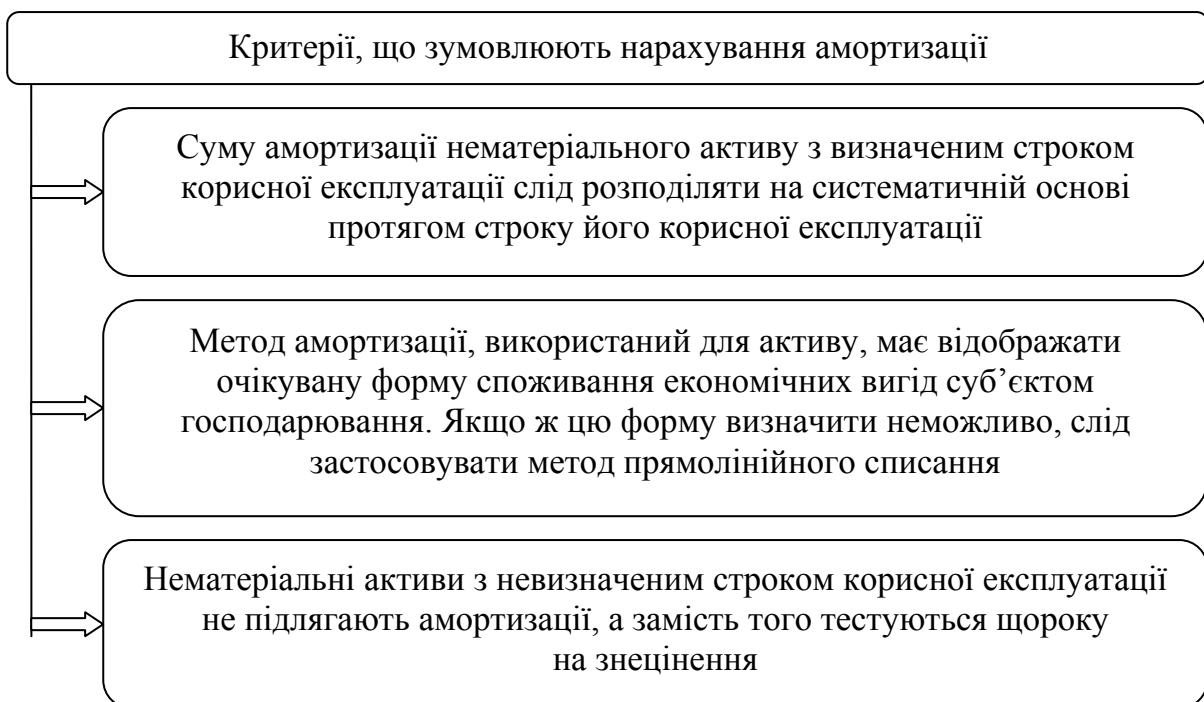 Критерії, що зумовлюють нарахування амортизації
Суму амортизації нематеріального активу з визначеним строком
корисної експлуатації слід розподіляти на систематичній основі
протягом строку його корисної експлуатації
Метод амортизації, використаний для активу, має відображати
очікувану форму споживання економічних вигід суб’єктом
господарювання. Якщо ж цю форму визначити неможливо, слід
застосовувати метод прямолінійного списання
Нематеріальні активи з невизначеним строком корисної експлуатації
не підлягають амортизації, а замість того тестуються щороку
на знецінення